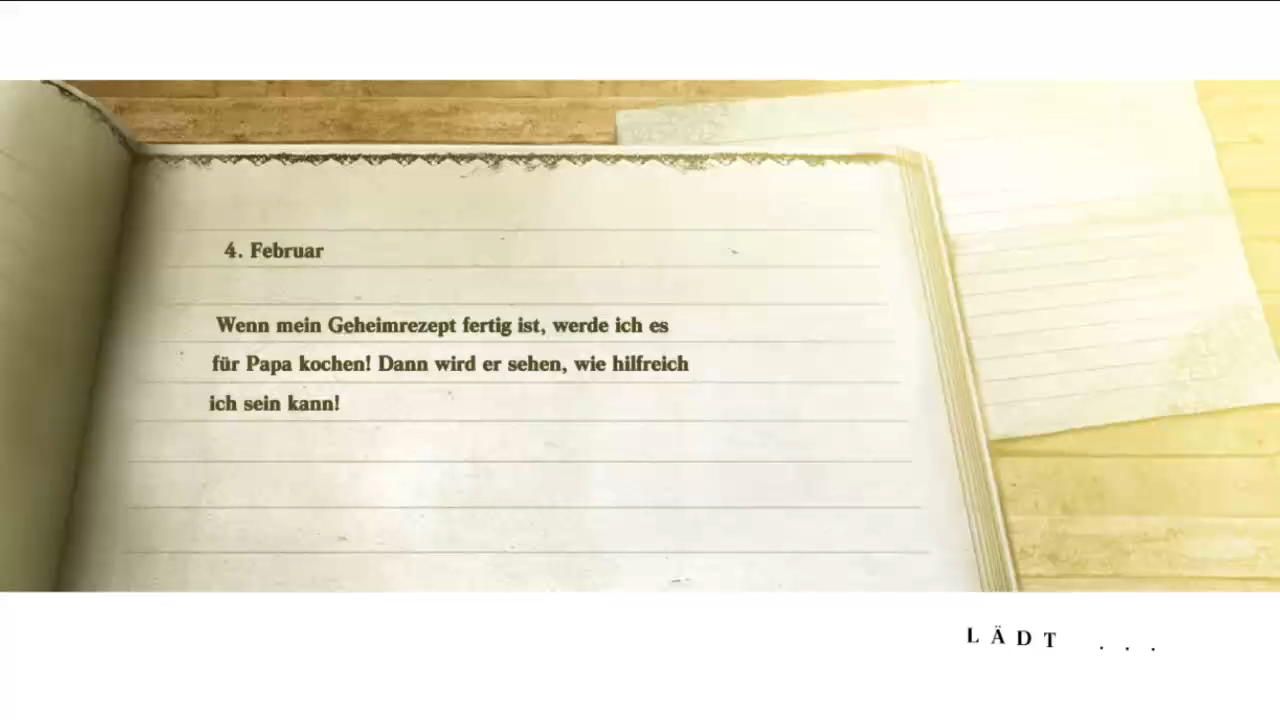 4. Februar
Wenn mein Geheimrezept fertig ist, werde ich es
für Papa kochen! Dann wird er sehen, wie hilfreich
ich sein kann!
LÄDT ...